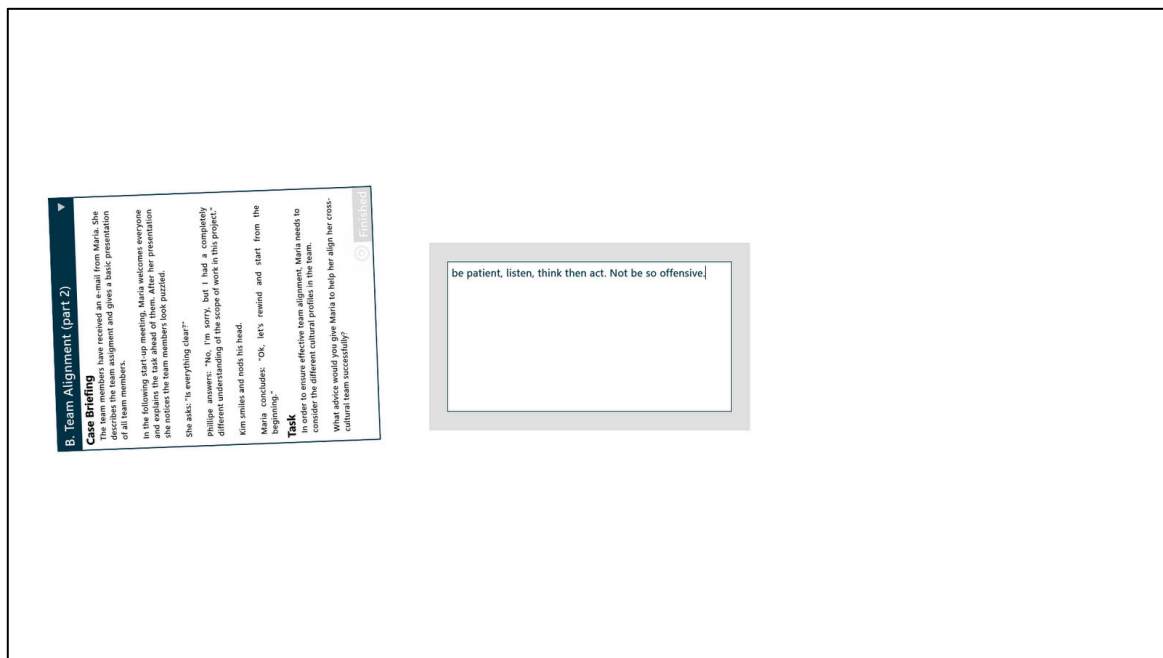 B. Team Alignment (part 2)
Case Briefing
The team members have received an e-mail from Maria. She
describes the team assigment and gives a basic presentation
of all team members.
In the following start-up meeting, Maria welcomes everyone
and explains the task ahead of them. After her presentation
she notices the team members look puzzled.
She asks: "Is everything clear?"
Phillipe answers: "No, I'm sorry, but I had a completely
different understanding of the scope of work in this project."
Kim smiles and nods his head.
Maria concludes: "Ok, let's rewind and start from the
beginning."
Task
In order to ensure effective team alignment, Maria needs to
consider the different cultural profiles in the team.
What advice would you give Maria to help her align her cross-
cultural team successfully?
Finished
be patient, listen, think then act. Not be so offensive.